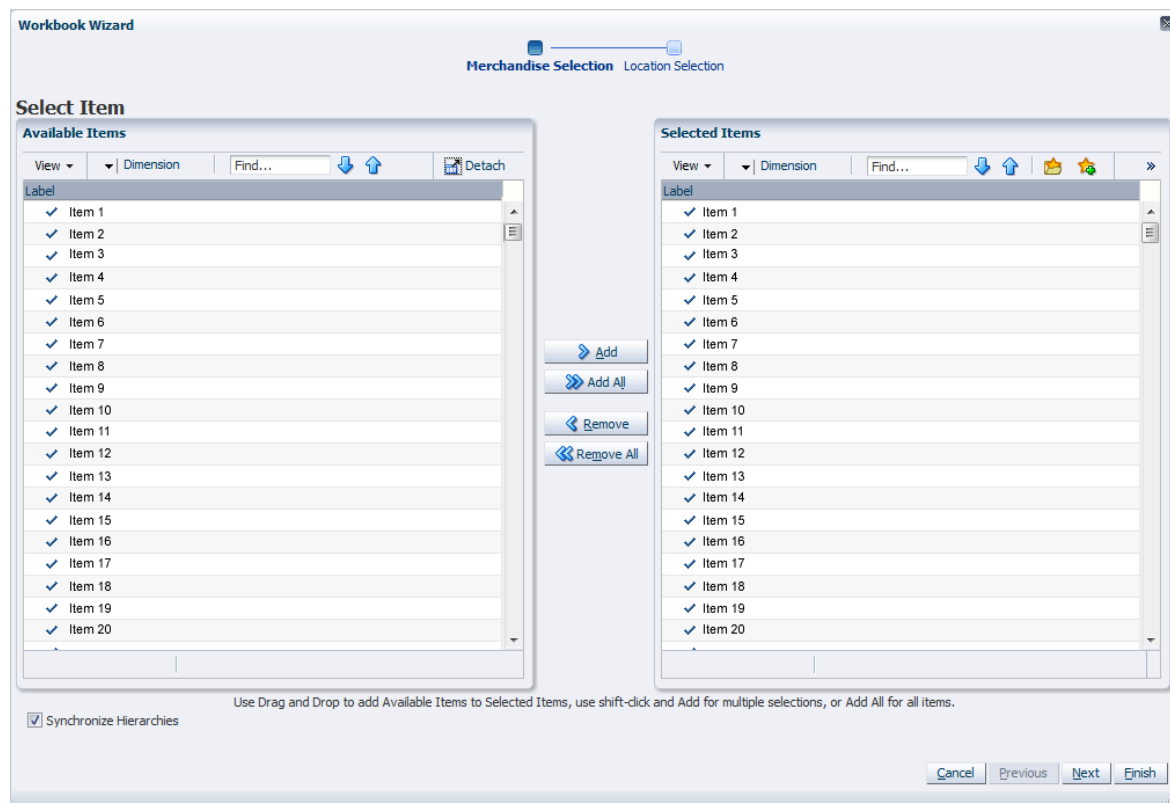 Workbook Wizard
Merchandise Selection Location Selection
Select Item
Available Items
View Dimension Find... Detach
Label
Item 1
Item 2
Item 3
Item 4
Item 5
Item 6
Item 7
Item 8
Item 9
Item 10
Item 11
Item 12
Item 13
Item 14
Item 15
Item 16
Item 17
Item 18
Item 19
Item 20
Add
Add All
Remove
Remove All
Selected Items
View Dimension Find... »
Label
Item 1
Item 2
Item 3
Item 4
Item 5
Item 6
Item 7
Item 8
Item 9
Item 10
Item 11
Item 12
Item 13
Item 14
Item 15
Item 16
Item 17
Item 18
Item 19
Item 20
Use Drag and Drop to add Available Items to Selected Items, use shift-click and Add for multiple selections, or Add All for all items.
Synchronize Hierarchies
Cancel Previous Next Finish